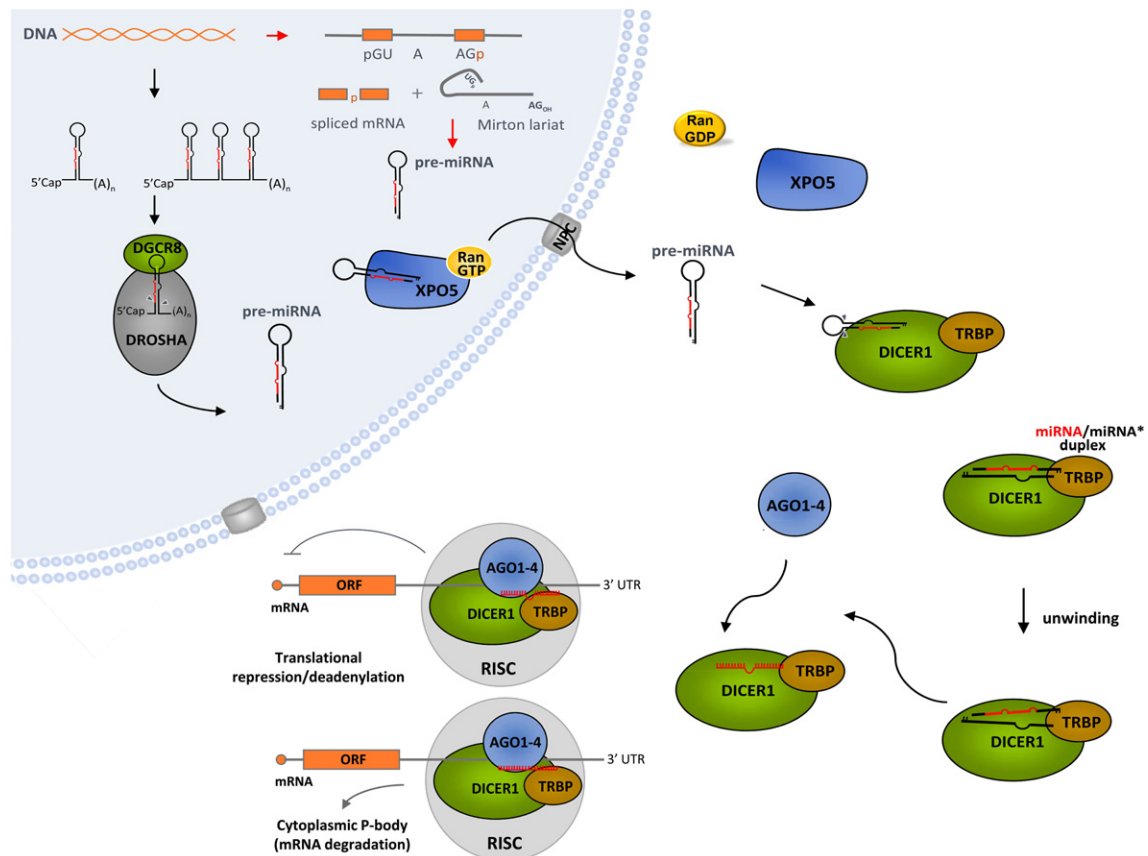 DNA
pGU A AGp
p
+
UGp
A
AGOH
spliced mRNA
Mirton lariat
pre-miRNA
5'Cap (A)n
5'Cap (A)n
DGCR8
5'Cap (A)n
DROSHA
pre-miRNA
Ran
GTP
XPO5
NPC
Ran
GDP
XPO5
pre-miRNA
DICER1
TRBP
miRNA/miRNA*
duplex
DICER1
TRBP
unwinding
DICER1
TRBP
AGO1-4
DICER1
TRBP
ORF
mRNA
AGO1-4
DICER1
TRBP
3' UTR
RISC
Translational
repression/deadenylation
ORF
mRNA
AGO1-4
DICER1
TRBP
3' UTR
RISC
Cytoplasmic P-body
(mRNA degradation)